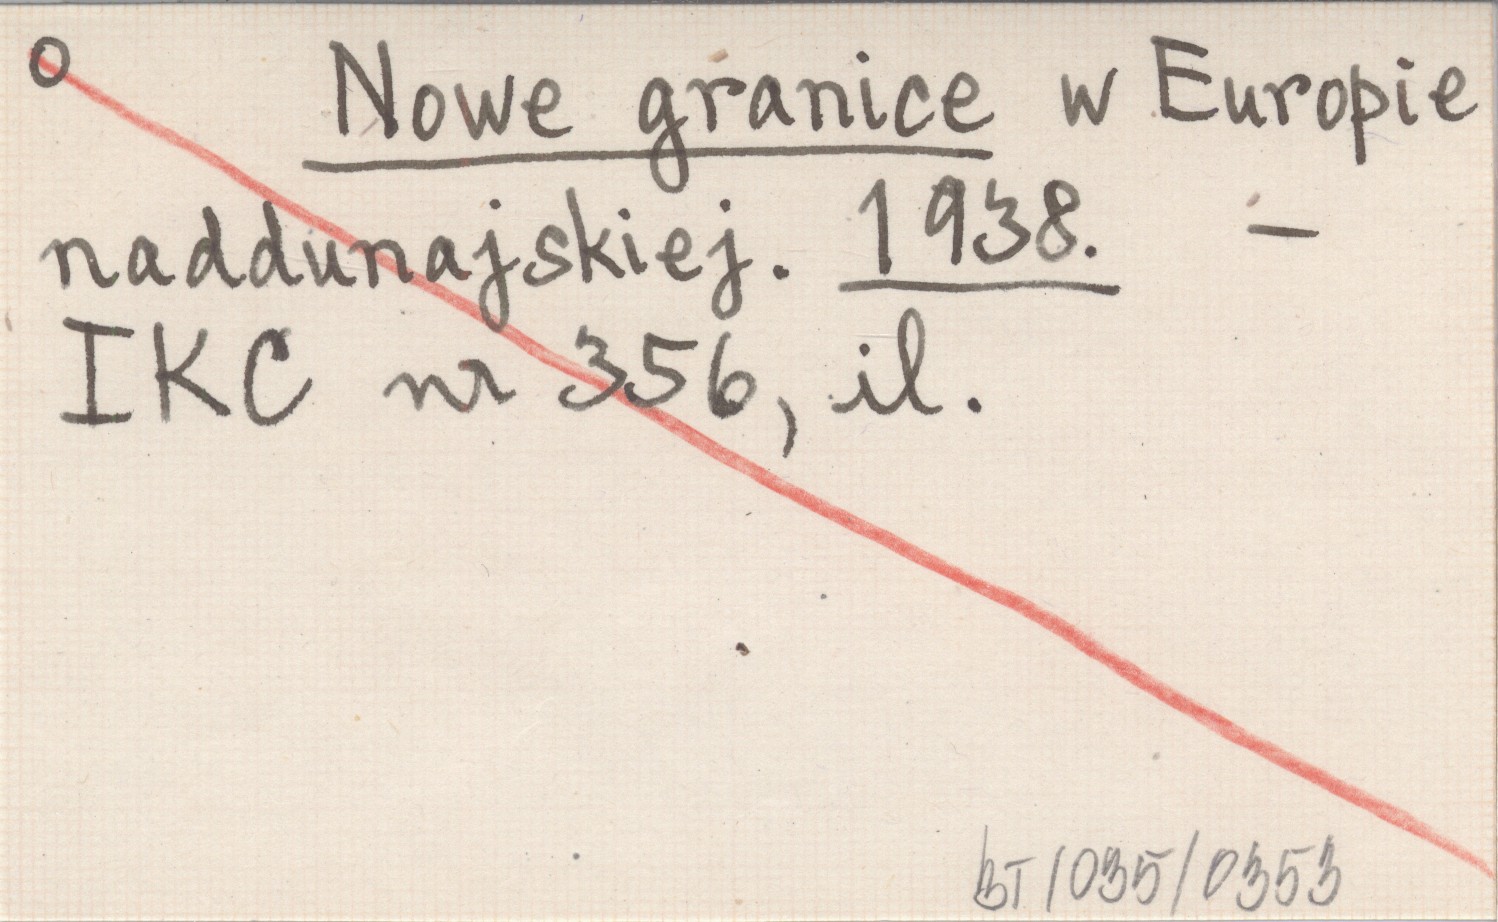 o Nowe granice w Europie
naddunajskiej. 1938. –
IKC nr 356, il.
BT/035/0353